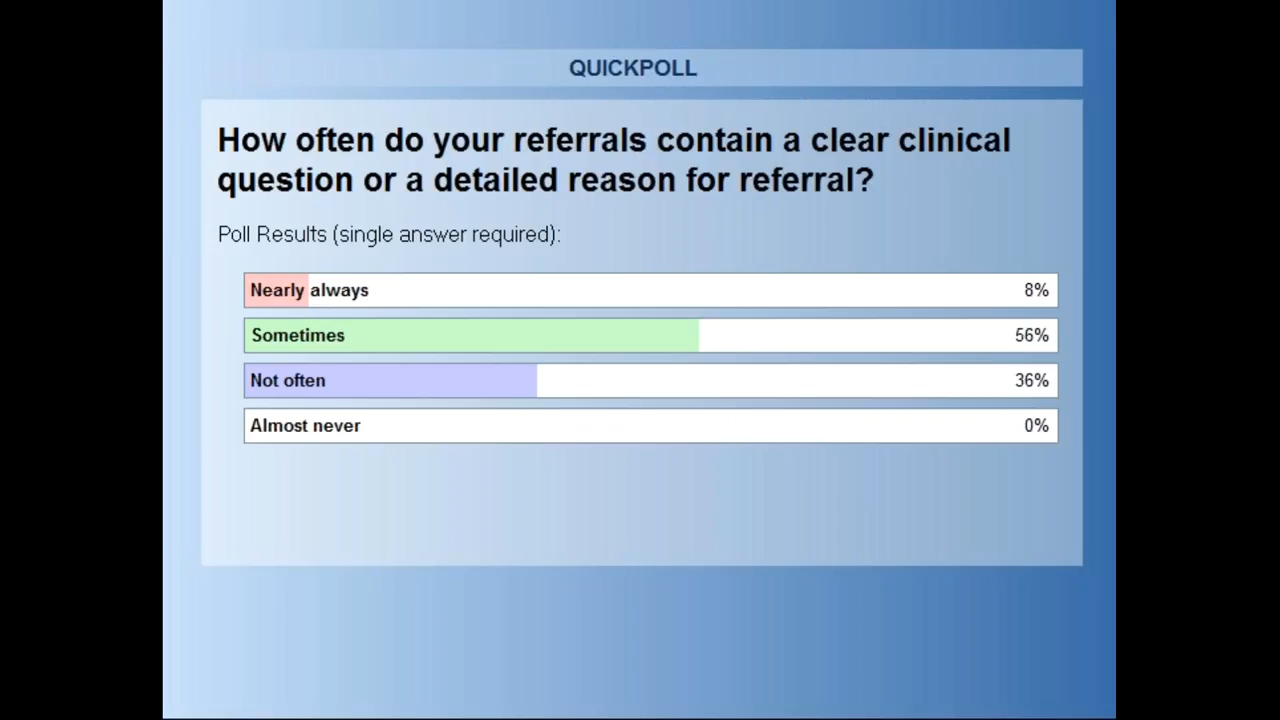 QUICKPOLL
How often do your referrals contain a clear clinical
question or a detailed reason for referral?
Poll Results (single answer required):
Nearly always 8%
Sometimes 56%
Not often 36%
Almost never 0%